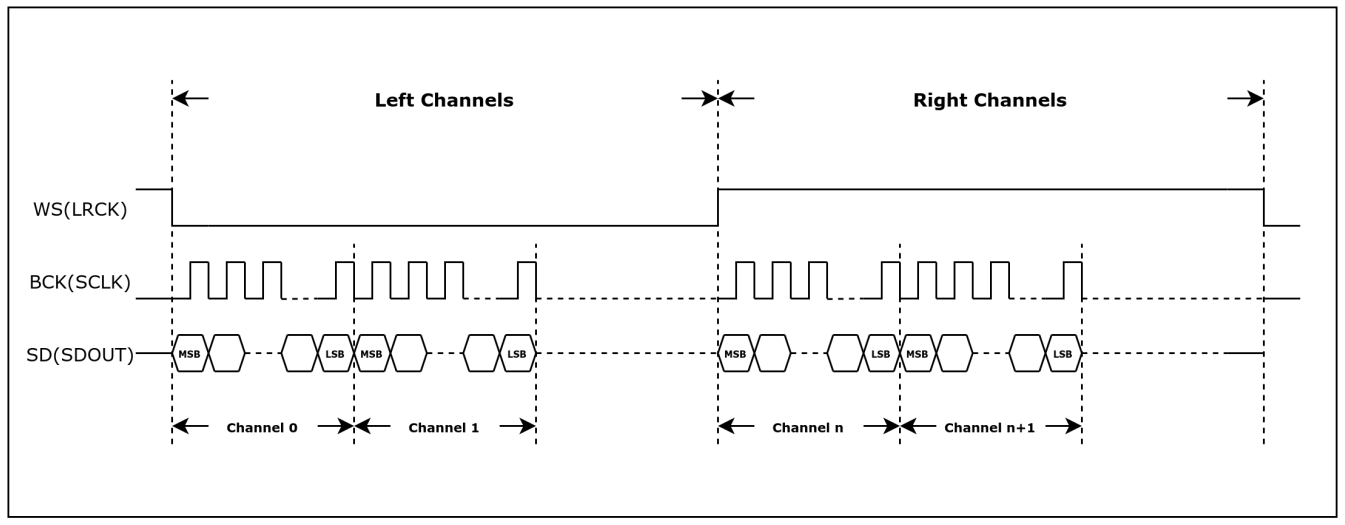 Left Channels Right Channels
WS(LRCK)
BCK(SCLK)
SD(SDOUT) MSB LSB MSB LSB MSB LSB MSB LSB
Channel 0 Channel 1 Channel n Channel n+1